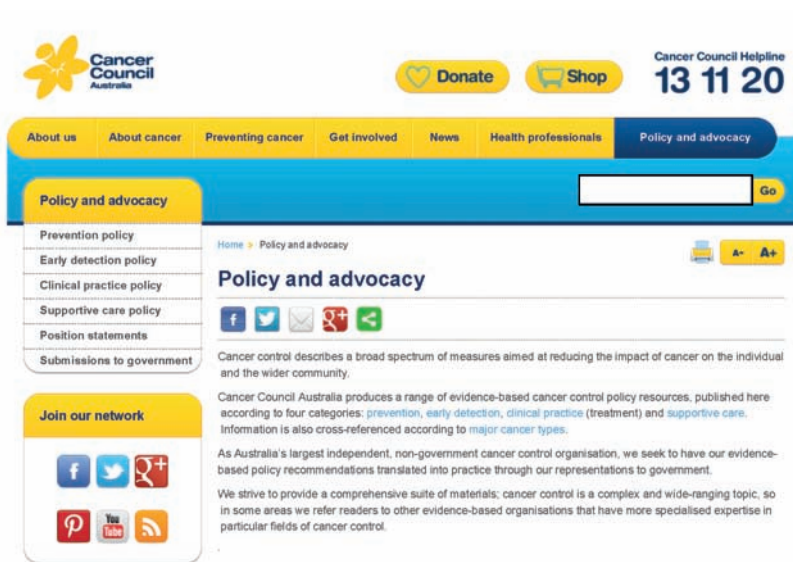 Cancer
Council
Australia
Donate
Shop
Cancer Council Helpline
13 11 20
About us
About cancer
Preventing cancer
Get involved
News
Health professionals
Policy and advocacy
Go
Policy and advocacy
Prevention policy
Early detection policy
Clinical practice policy
Supportive care policy
Position statements
Submissions to government
Join our network
f
g+
You
Tube
Home > Policy and advocacy
A- A+
Policy and advocacy
f
g+
Cancer control describes a broad spectrum of measures aimed at reducing the impact of cancer on the individual
and the wider community.
Cancer Council Australia produces a range of evidence-based cancer control policy resources, published here
according to four categories: prevention, early detection, clinical practice (treatment) and supportive care.
Information is also cross-referenced according to major cancer types.
As Australia's largest independent, non-government cancer control organisation, we seek to have our evidence-
based policy recommendations translated into practice through our representations to government.
We strive to provide a comprehensive suite of materials; cancer control is a complex and wide-ranging topic, so
in some areas we refer readers to other evidence-based organisations that have more specialised expertise in
particular fields of cancer control.